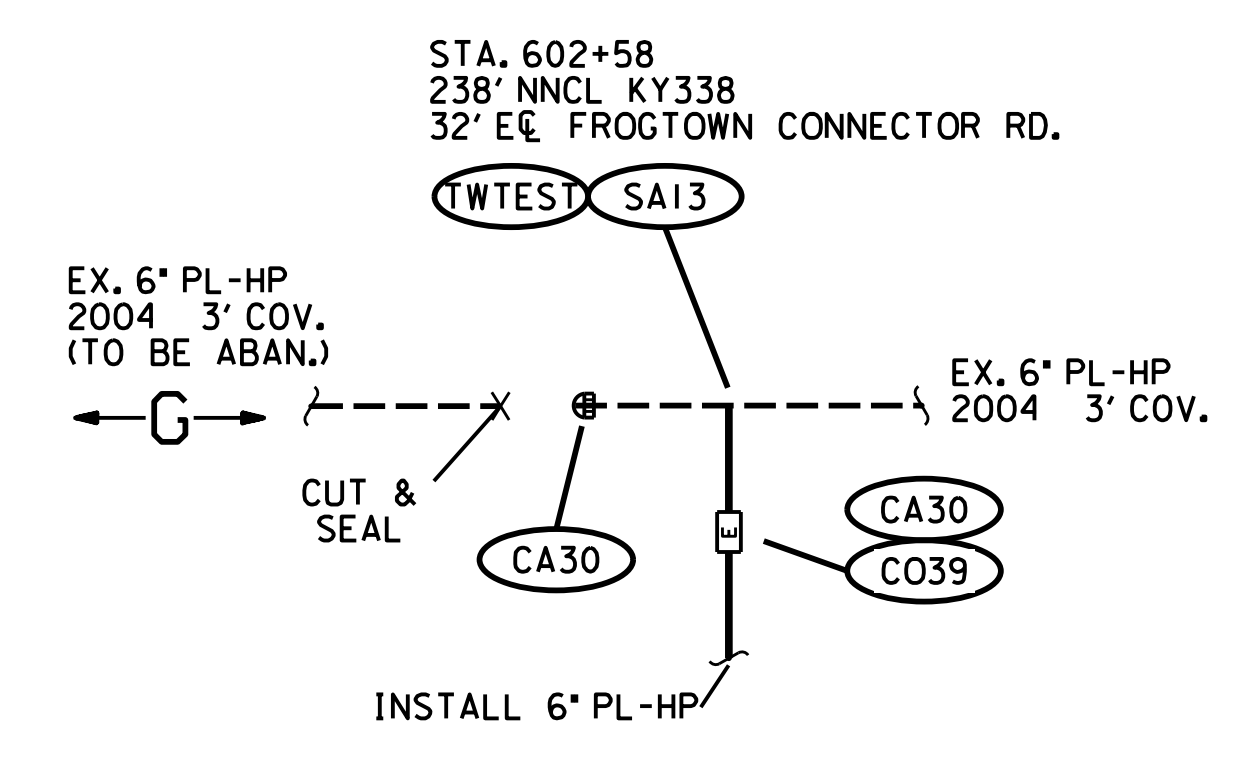 STA. 602+58
238' NNCL KY338
32' E℄ FROGTOWN CONNECTOR RD.
TWTEST SA13
EX. 6" PL-HP
2004 3' COV.
(TO BE ABAN.)
EX. 6" PL-HP
2004 3' COV.
G
E
CUT &
SEAL
CA30
E
CA30
CO39
INSTALL 6" PL-HP